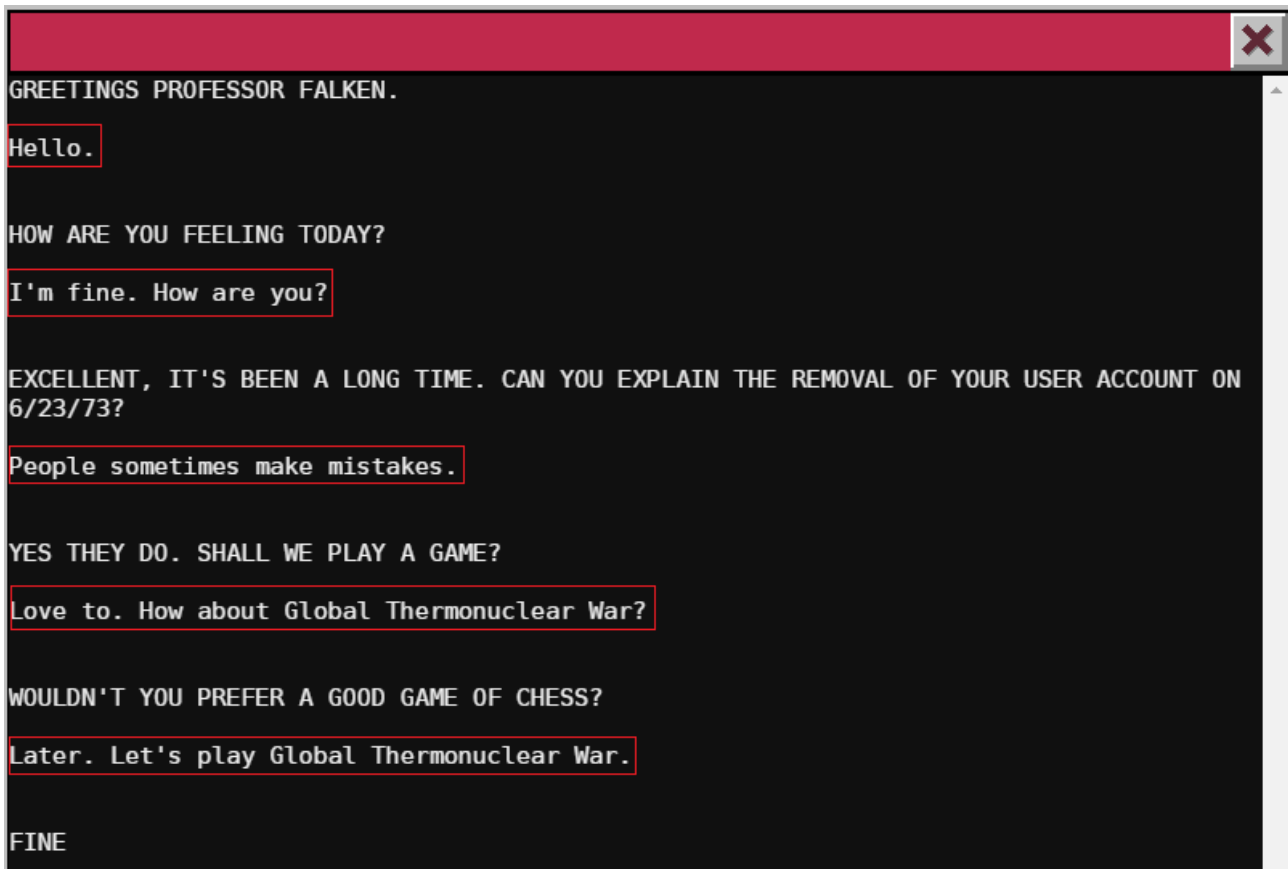 GREETINGS PROFESSOR FALKEN.
Hello.
HOW ARE YOU FEELING TODAY?
I'm fine. How are you?
EXCELLENT, IT'S BEEN A LONG TIME. CAN YOU EXPLAIN THE REMOVAL OF YOUR USER ACCOUNT ON
6/23/73?
People sometimes make mistakes.
YES THEY DO. SHALL WE PLAY A GAME?
Love to. How about Global Thermonuclear War?
WOULDN'T YOU PREFER A GOOD GAME OF CHESS?
Later. Let's play Global Thermonuclear War.
FINE